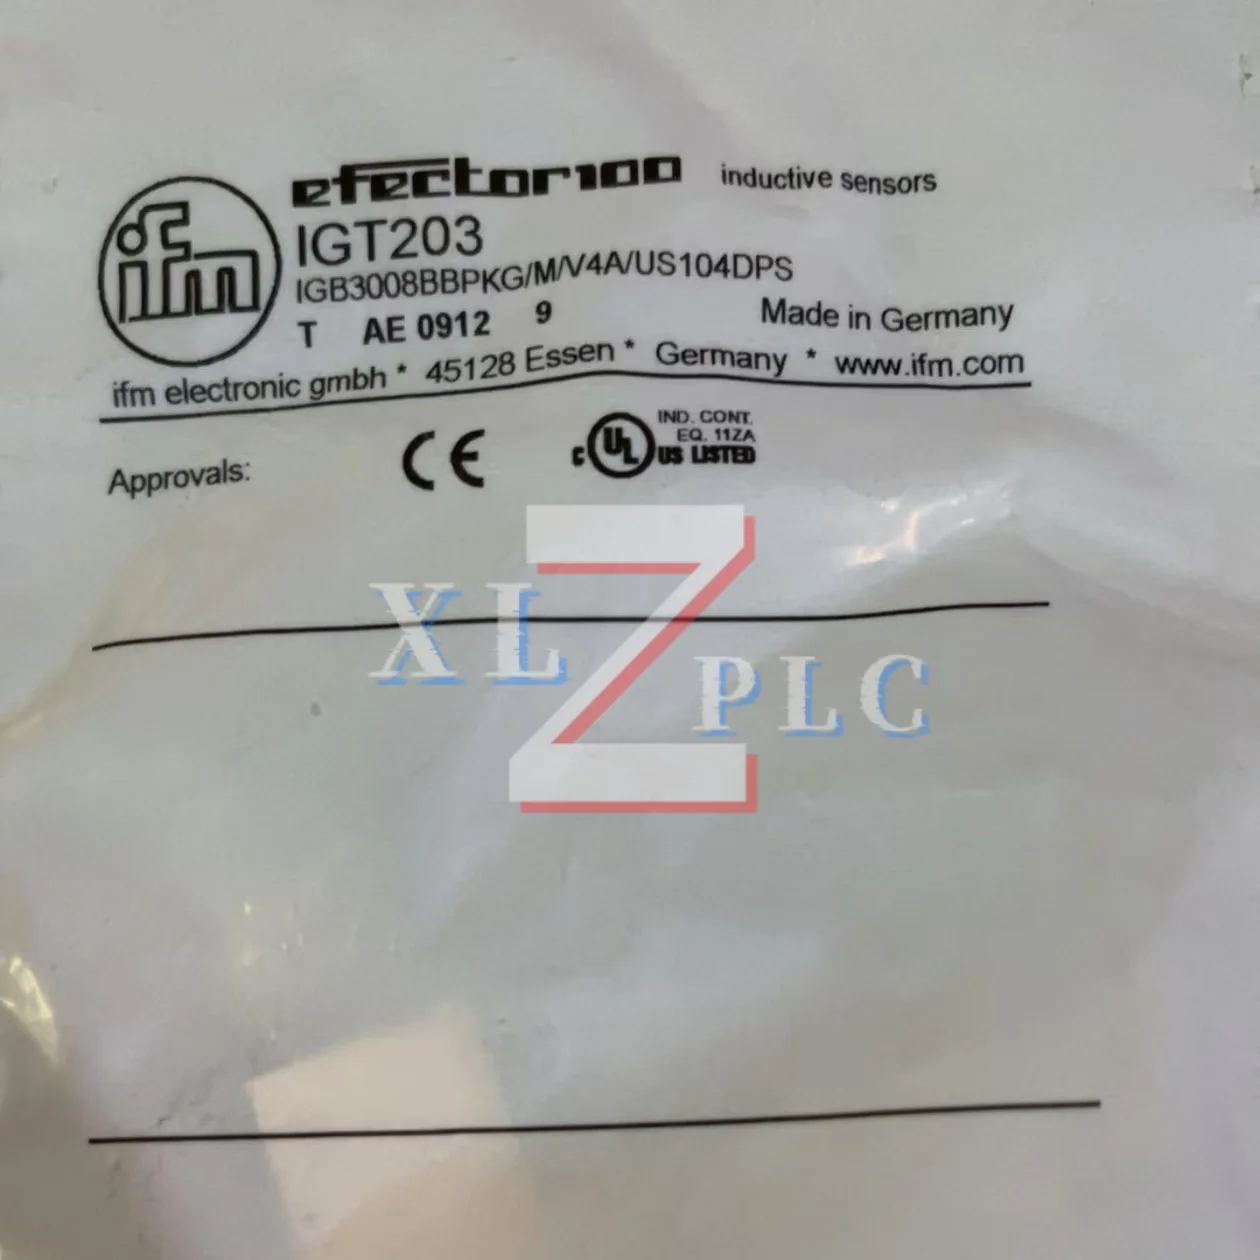 ifm
efector100 inductive sensors
IGT203
IGB3008BBPKG/M/V4A/US104DPS
T AE 0912 9 Made in Germany
ifm electronic gmbh * 45128 Essen * Germany * www.ifm.com
Approvals: CE c UL US LISTED
IND. CONT.
EQ. 11ZA
XLZPLC